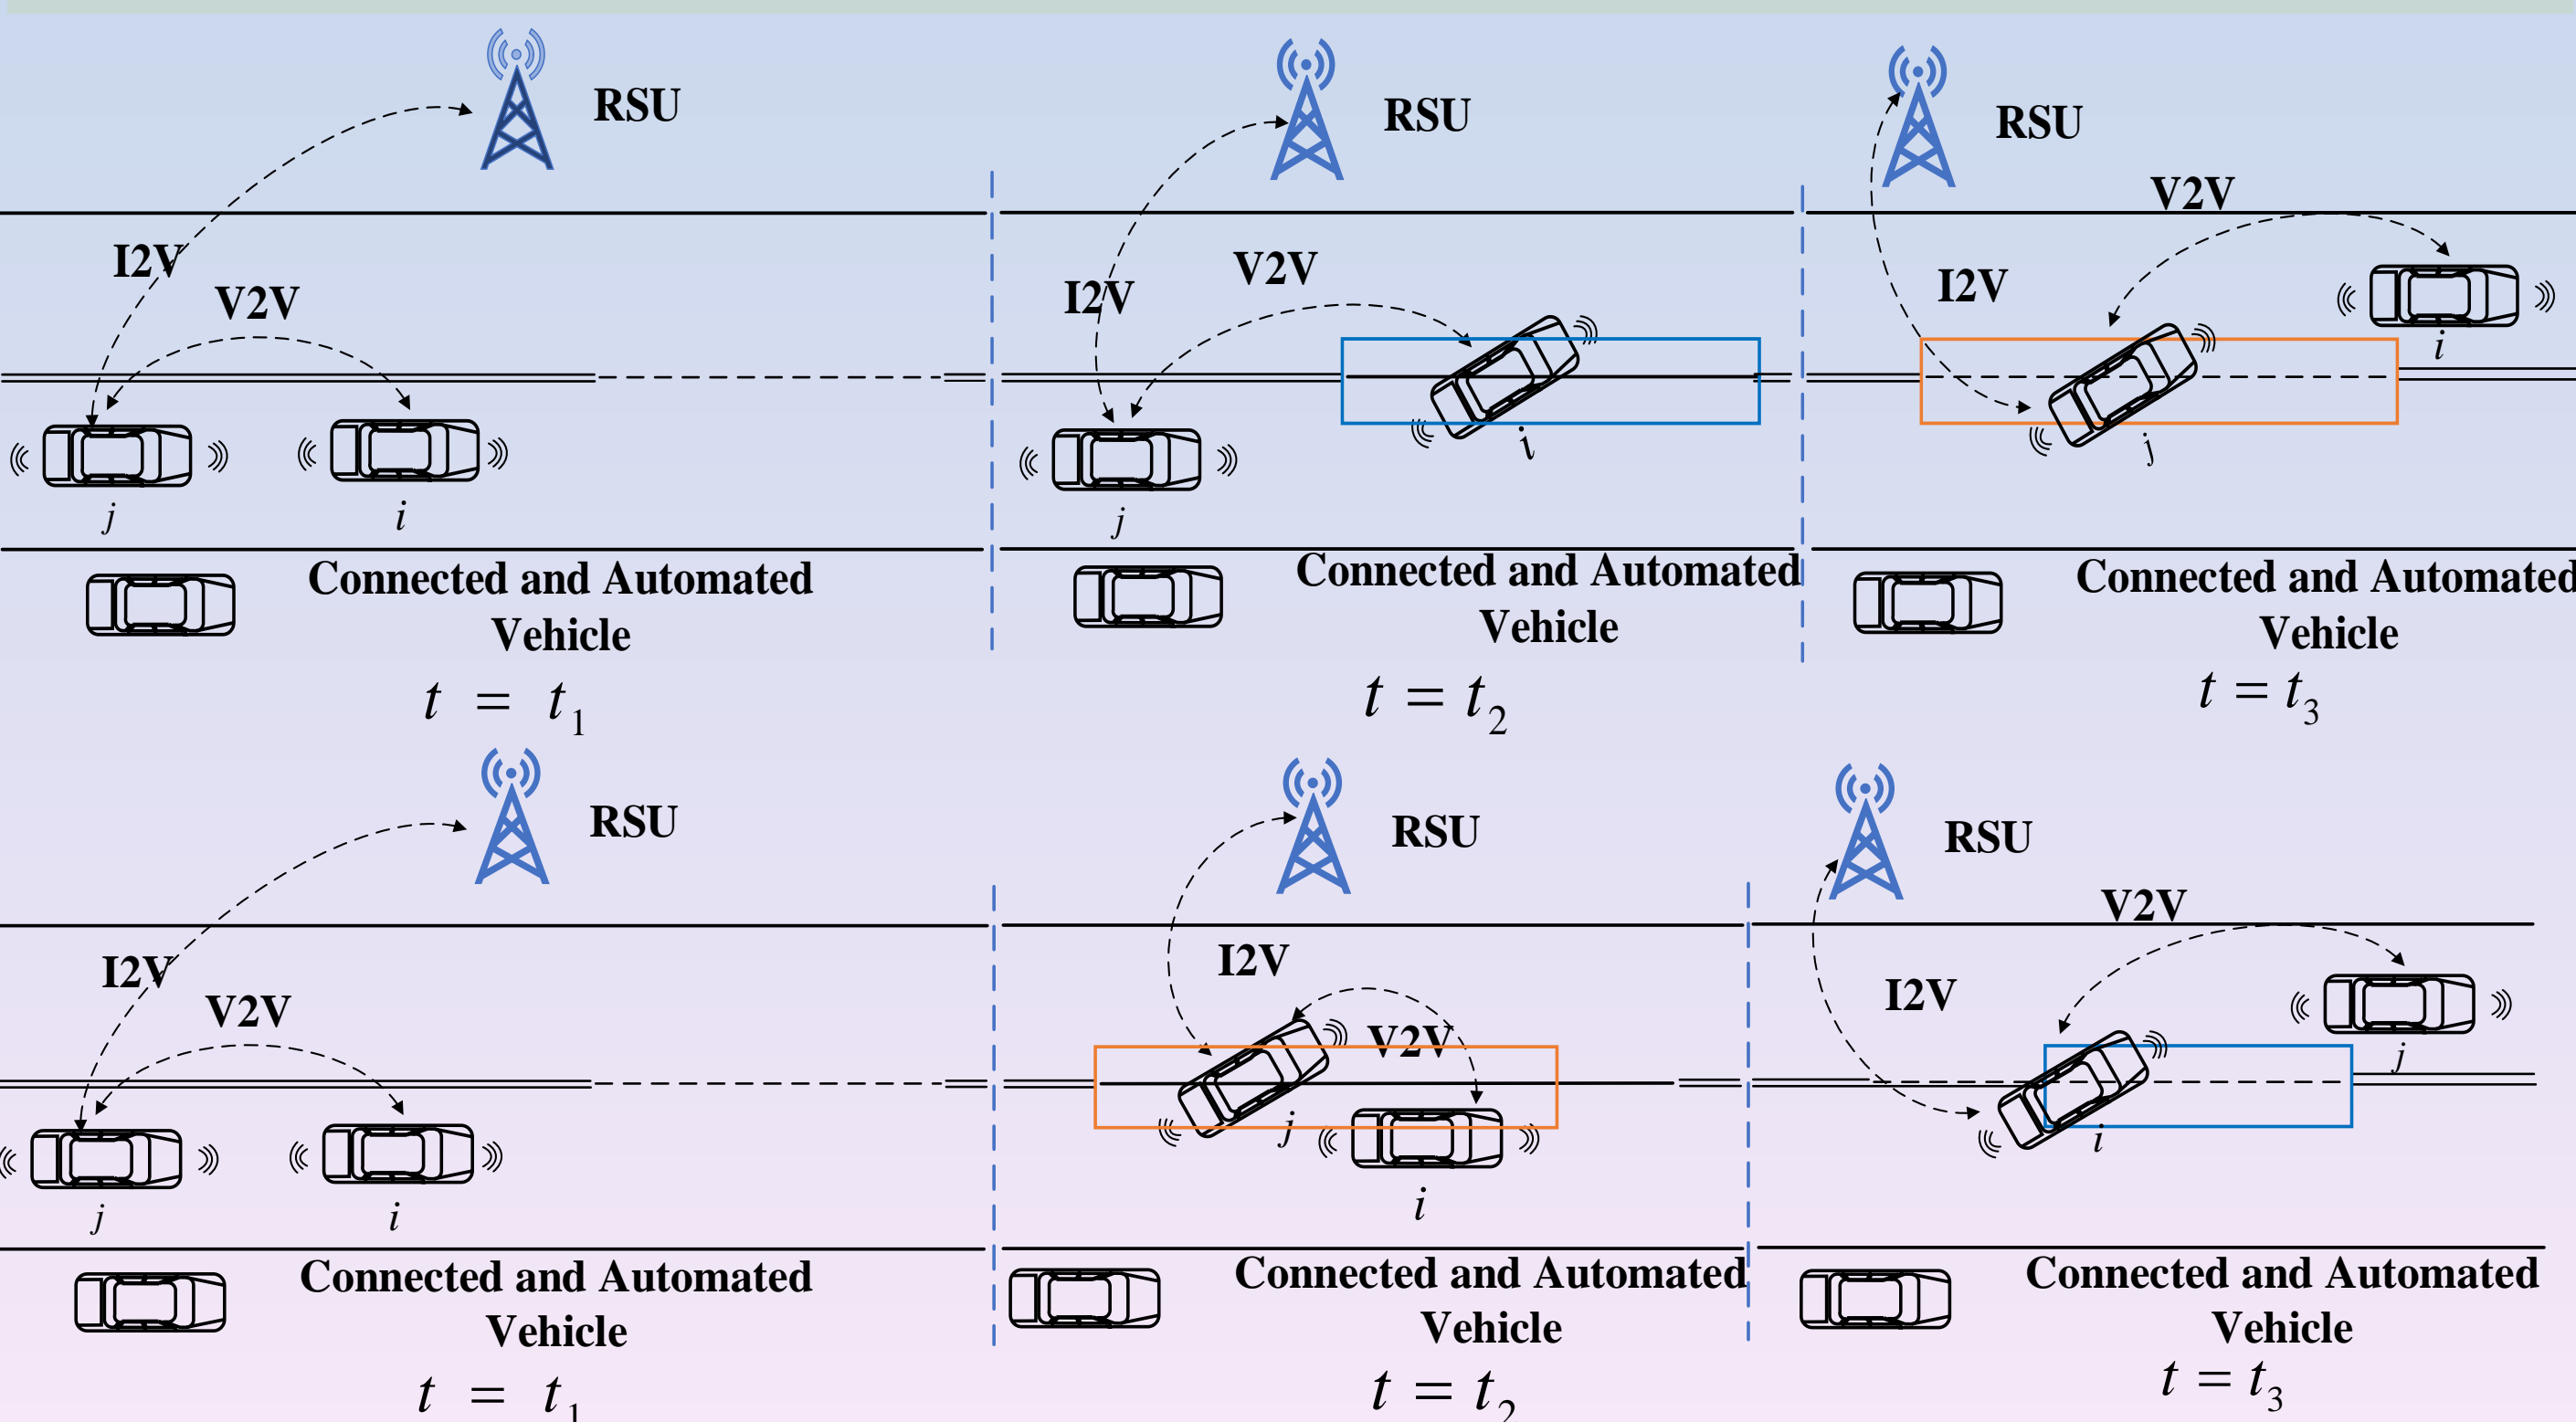 RSU
I2V
V2V
j
i
Connected and Automated
Vehicle
t = t1
RSU
I2V
V2V
i
j
Connected and Automated
Vehicle
t = t2
RSU
V2V
I2V
i
j
Connected and Automated
Vehicle
t = t3
RSU
I2V
V2V
j
i
Connected and Automated
Vehicle
t = t1
RSU
I2V
V2V
j
i
Connected and Automated
Vehicle
t = t2
RSU
V2V
I2V
j
i
Connected and Automated
Vehicle
t = t3